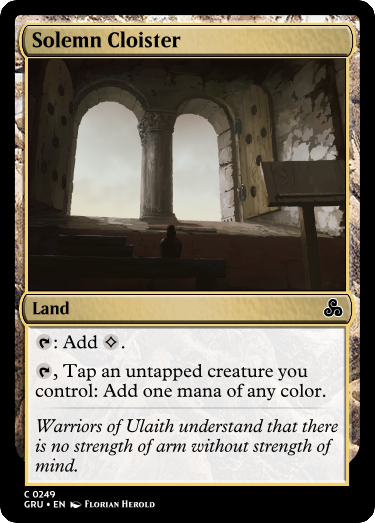 Solemn Cloister
Land
: Add .
, Tap an untapped creature you
control: Add one mana of any color.
Warriors of Ulaith understand that there
is no strength of arm without strength of
mind.
C 0249
GRU • EN Florian Herold